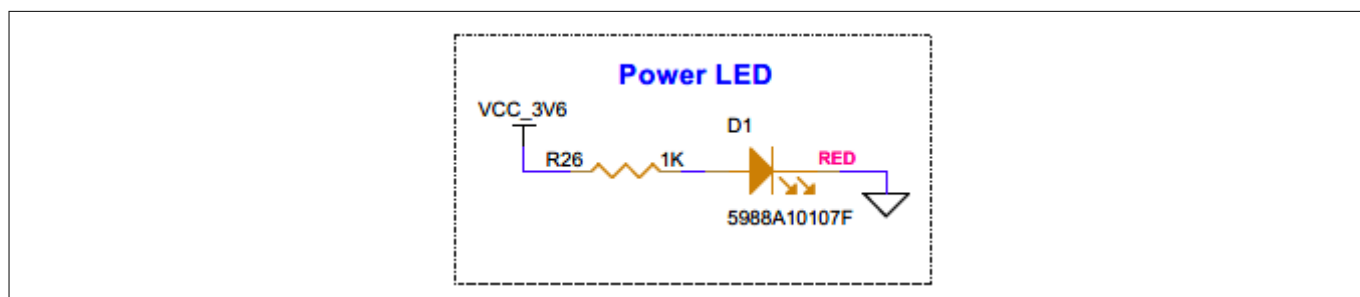 Power LED
VCC_3V6
D1
R26 1K RED
5988A10107F